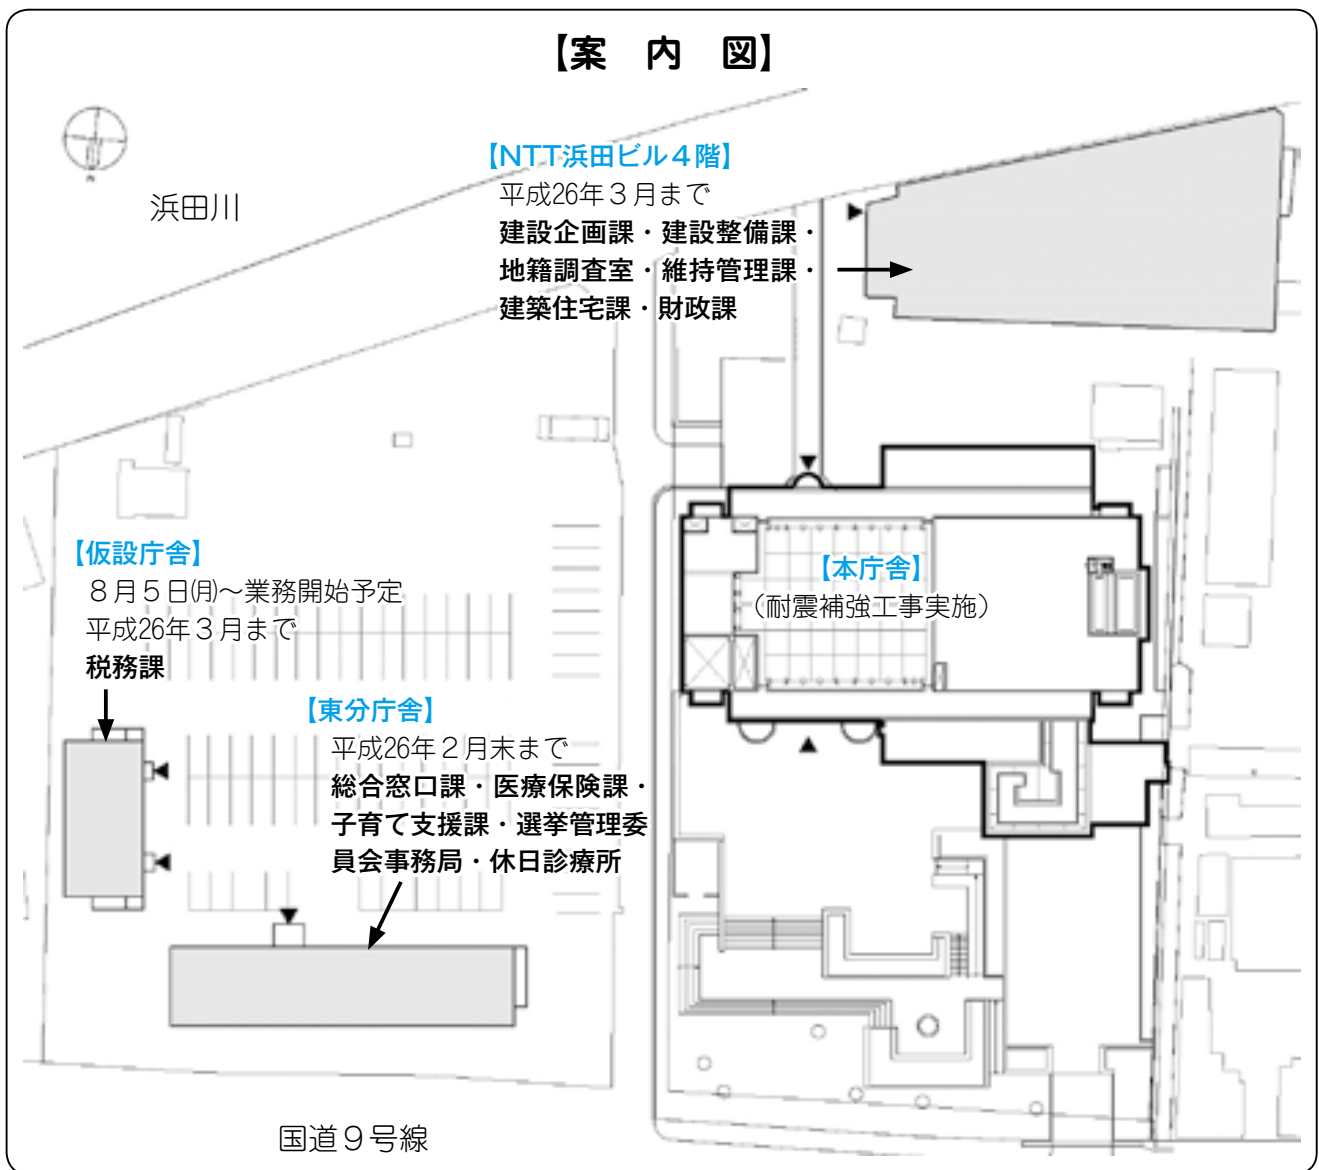 【案　内　図】
N
浜田川
【NTT浜田ビル４階】
平成26年３月まで
建設企画課・建設整備課・
地籍調査室・維持管理課・
建築住宅課・財政課
【仮設庁舎】
８月５日㈪～業務開始予定
平成26年３月まで
税務課
【本庁舎】
（耐震補強工事実施）
【東分庁舎】
平成26年２月末まで
総合窓口課・医療保険課・
子育て支援課・選挙管理委
員会事務局・休日診療所
国道９号線